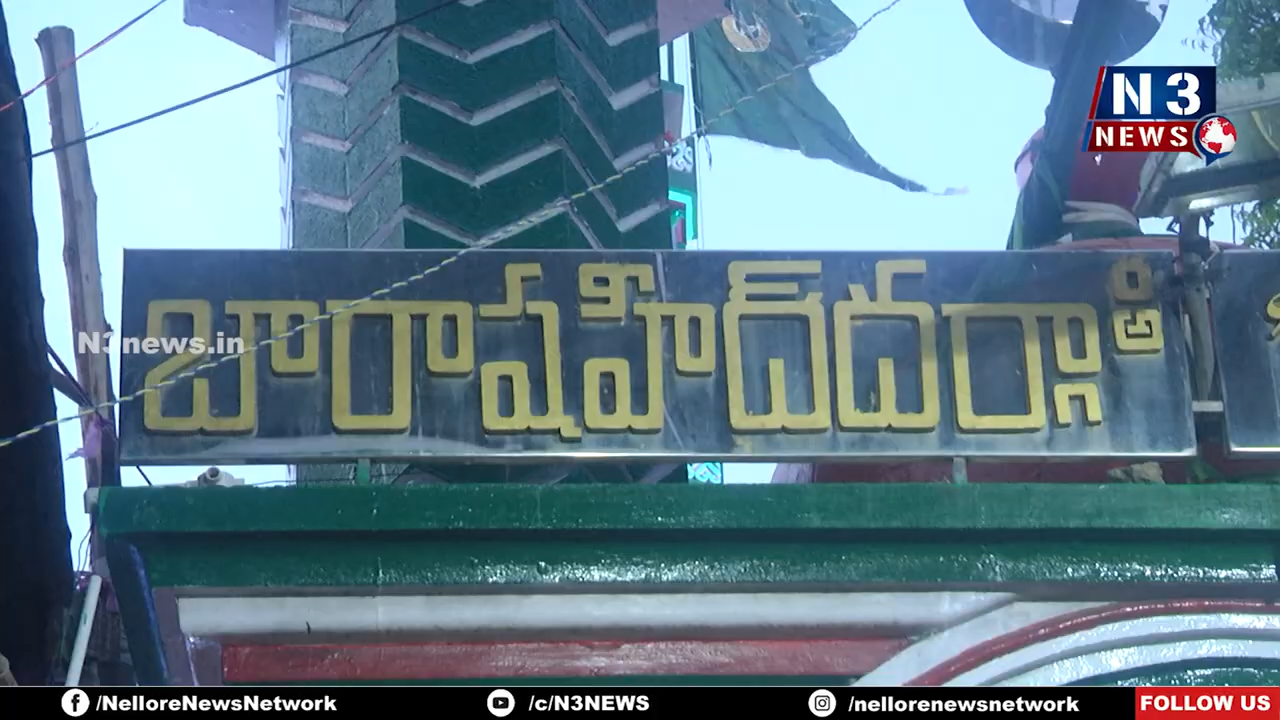 N3
NEWS
బారాషహీద్‌దర్గా
N3news.in
/NelloreNewsNetwork
/c/N3NEWS
/nellorenewsnetwork
FOLLOW US